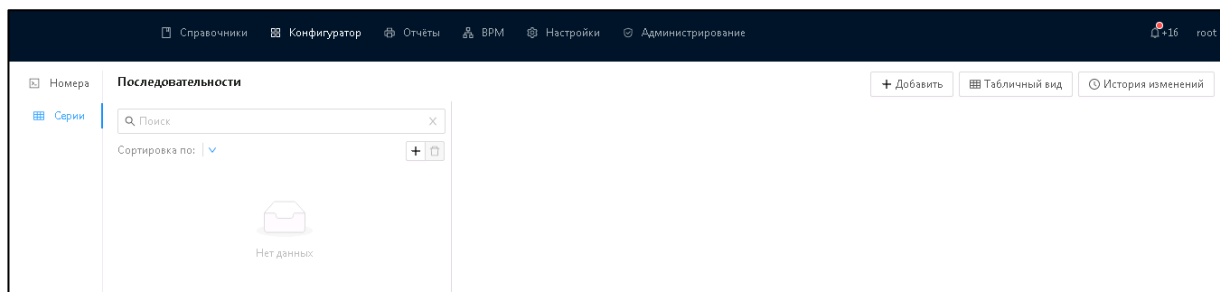 Справочники Конфигуратор Отчёты BPM Настройки Администрирование +16 root
Номера
Серии
Последовательности
+ Добавить Табличный вид История изменений
Поиск
Сортировка по:
Нет данных